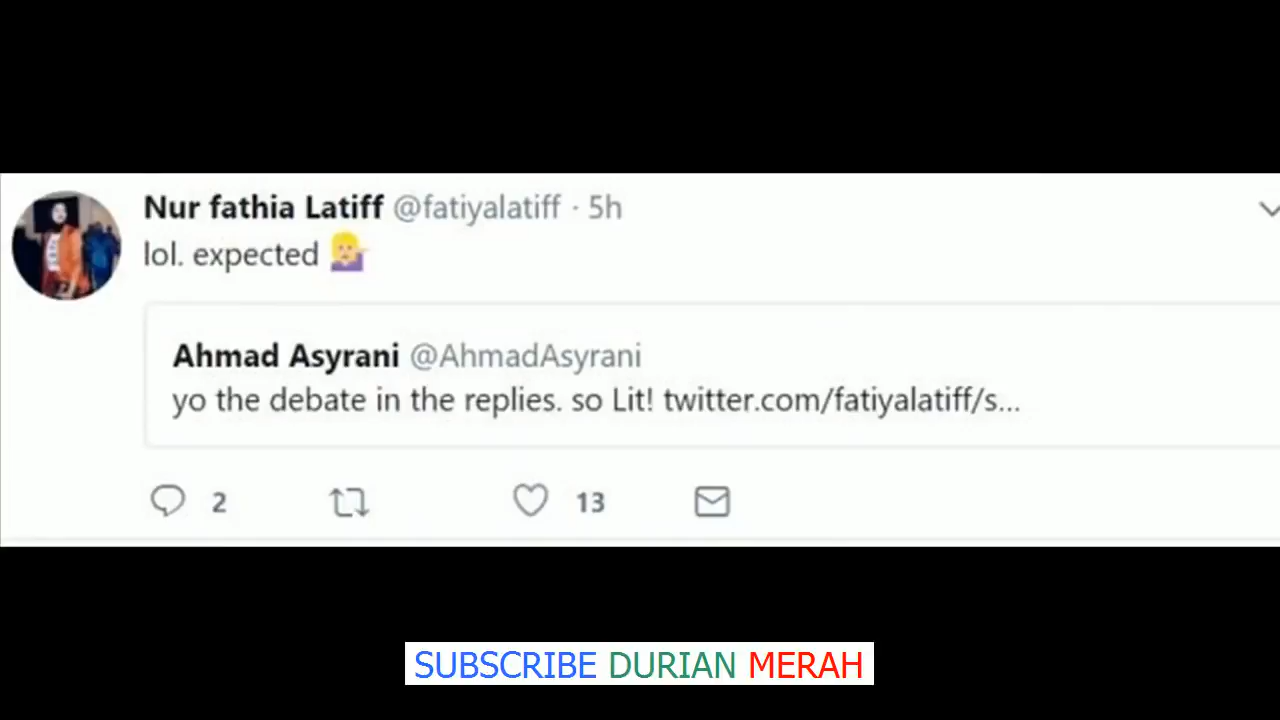 Nur fathia Latiff @fatiyalatiff · 5h
lol. expected 💁
Ahmad Asyrani @AhmadAsyrani
yo the debate in the replies. so Lit! twitter.com/fatiyalatiff/s...
2 13
SUBSCRIBE DURIAN MERAH